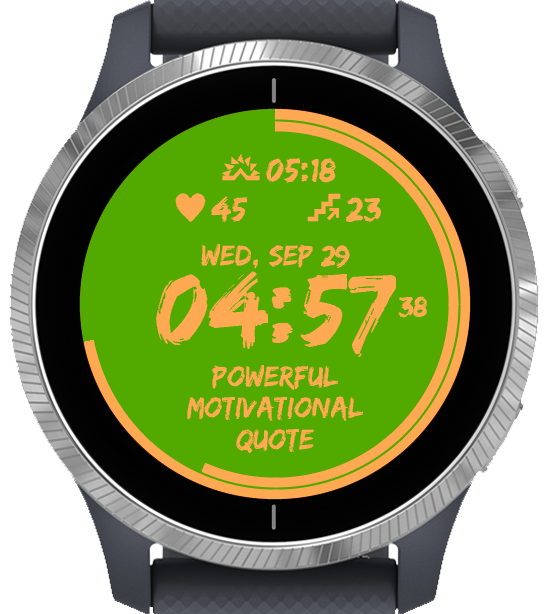 05:18
45 23
WED, SEP 29
04:57 38
POWERFUL
MOTIVATIONAL
QUOTE